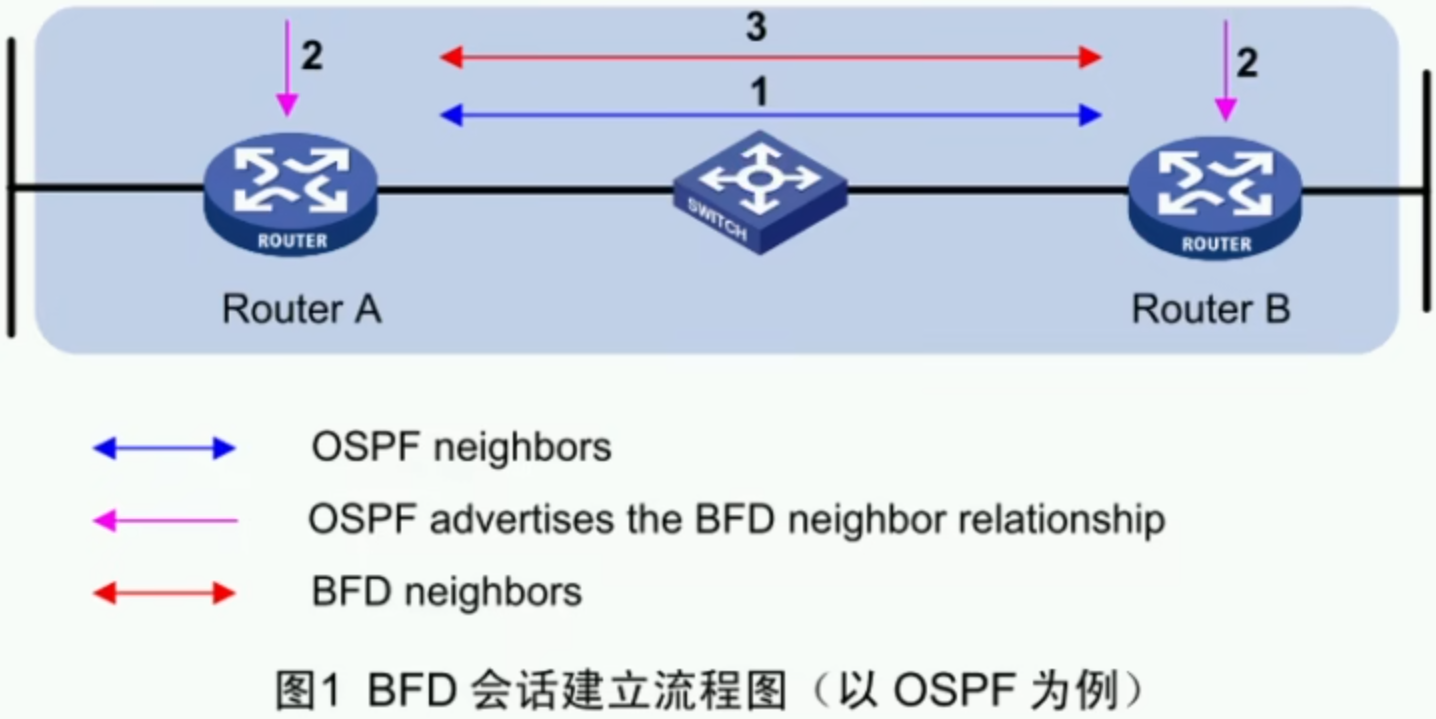 3
2
2
1
ROUTER
SWITCH
ROUTER
Router A
Router B
OSPF neighbors
OSPF advertises the BFD neighbor relationship
BFD neighbors
图1 BFD 会话建立流程图（以 OSPF 为例）